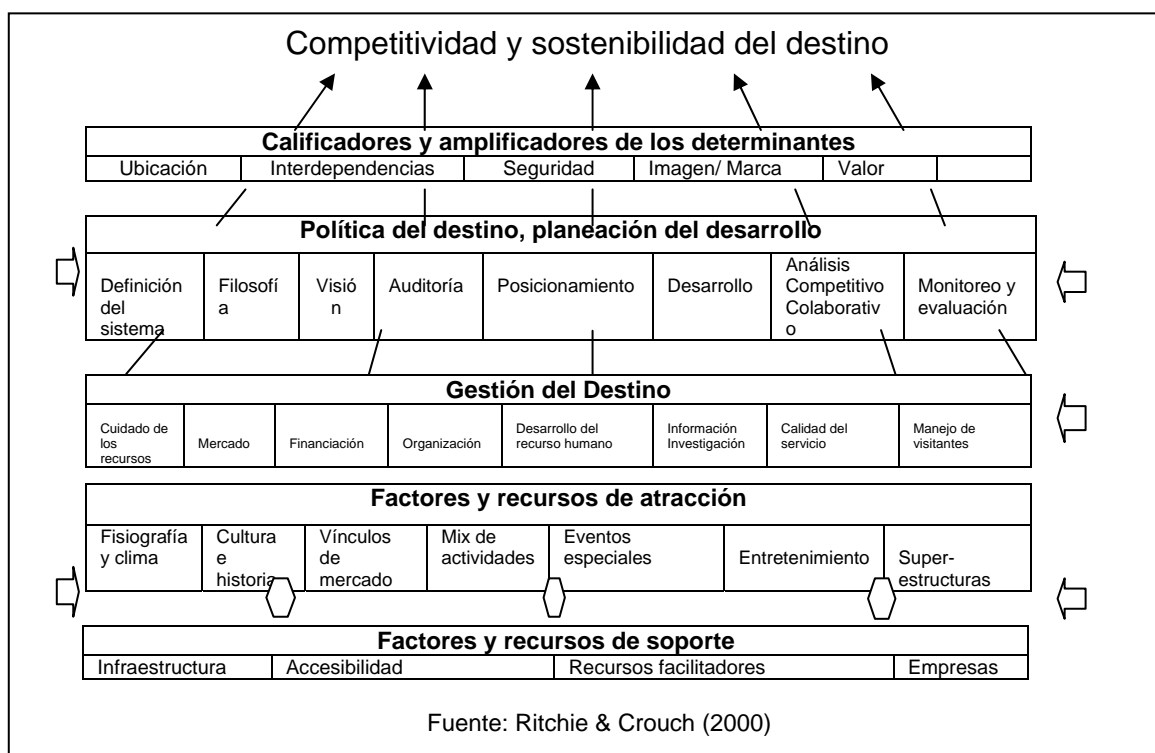 Competitividad y sostenibilidad del destino
Calificadores y amplificadores de los determinantes
Ubicación Interdependencias Seguridad Imagen/ Marca Valor
Política del destino, planeación del desarrollo
Definición del sistema Filosofía Visión Auditoría Posicionamiento Desarrollo Análisis Competitivo Colaborativo Monitoreo y evaluación
Gestión del Destino
Cuidado de los recursos Mercado Financiación Organización Desarrollo del recurso humano Información Investigación Calidad del servicio Manejo de visitantes
Factores y recursos de atracción
Fisiografía y clima Cultura e historia Vínculos de mercado Mix de actividades Eventos especiales Entretenimiento Super-estructuras
Factores y recursos de soporte
Infraestructura Accesibilidad Recursos facilitadores Empresas
Fuente: Ritchie & Crouch (2000)